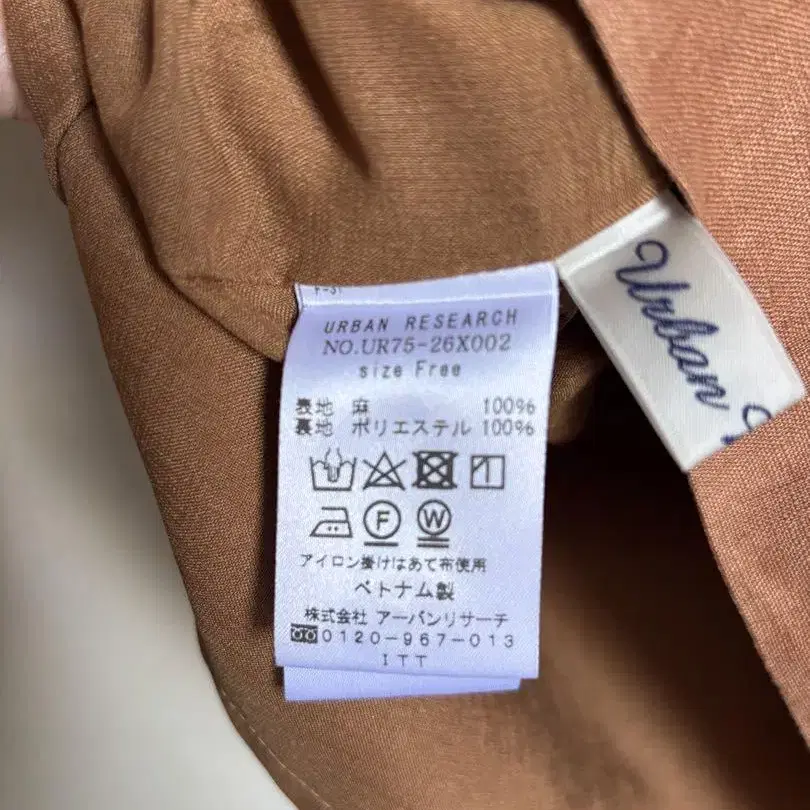 URBAN RESEARCH
NO.UR75-26X002
size Free
表地 麻 100%
裏地 ポリエステル 100%
F W
アイロン掛けはあて布使用
ベトナム製
株式会社 アーバンリサーチ
0120-967-013
ITT
Urban